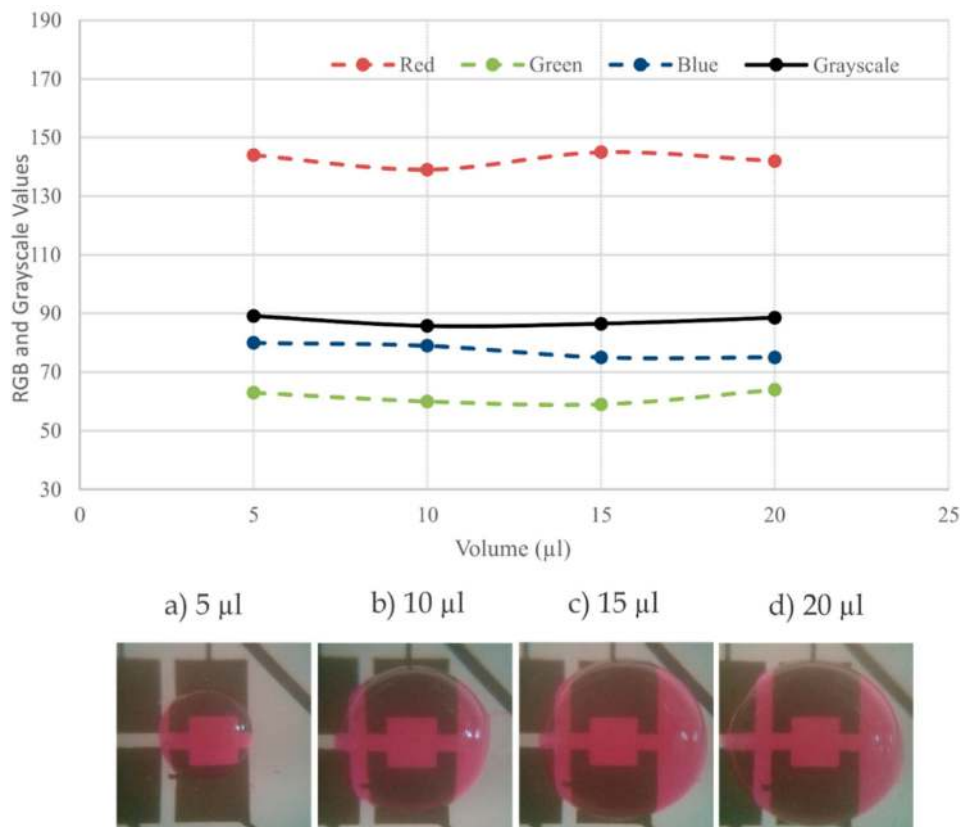 190
170
150
130
110
90
70
50
30
RGB and Grayscale Values
Red Green Blue Grayscale
0 5 10 15 20 25
Volume (µl)
a) 5 µl b) 10 µl c) 15 µl d) 20 µl